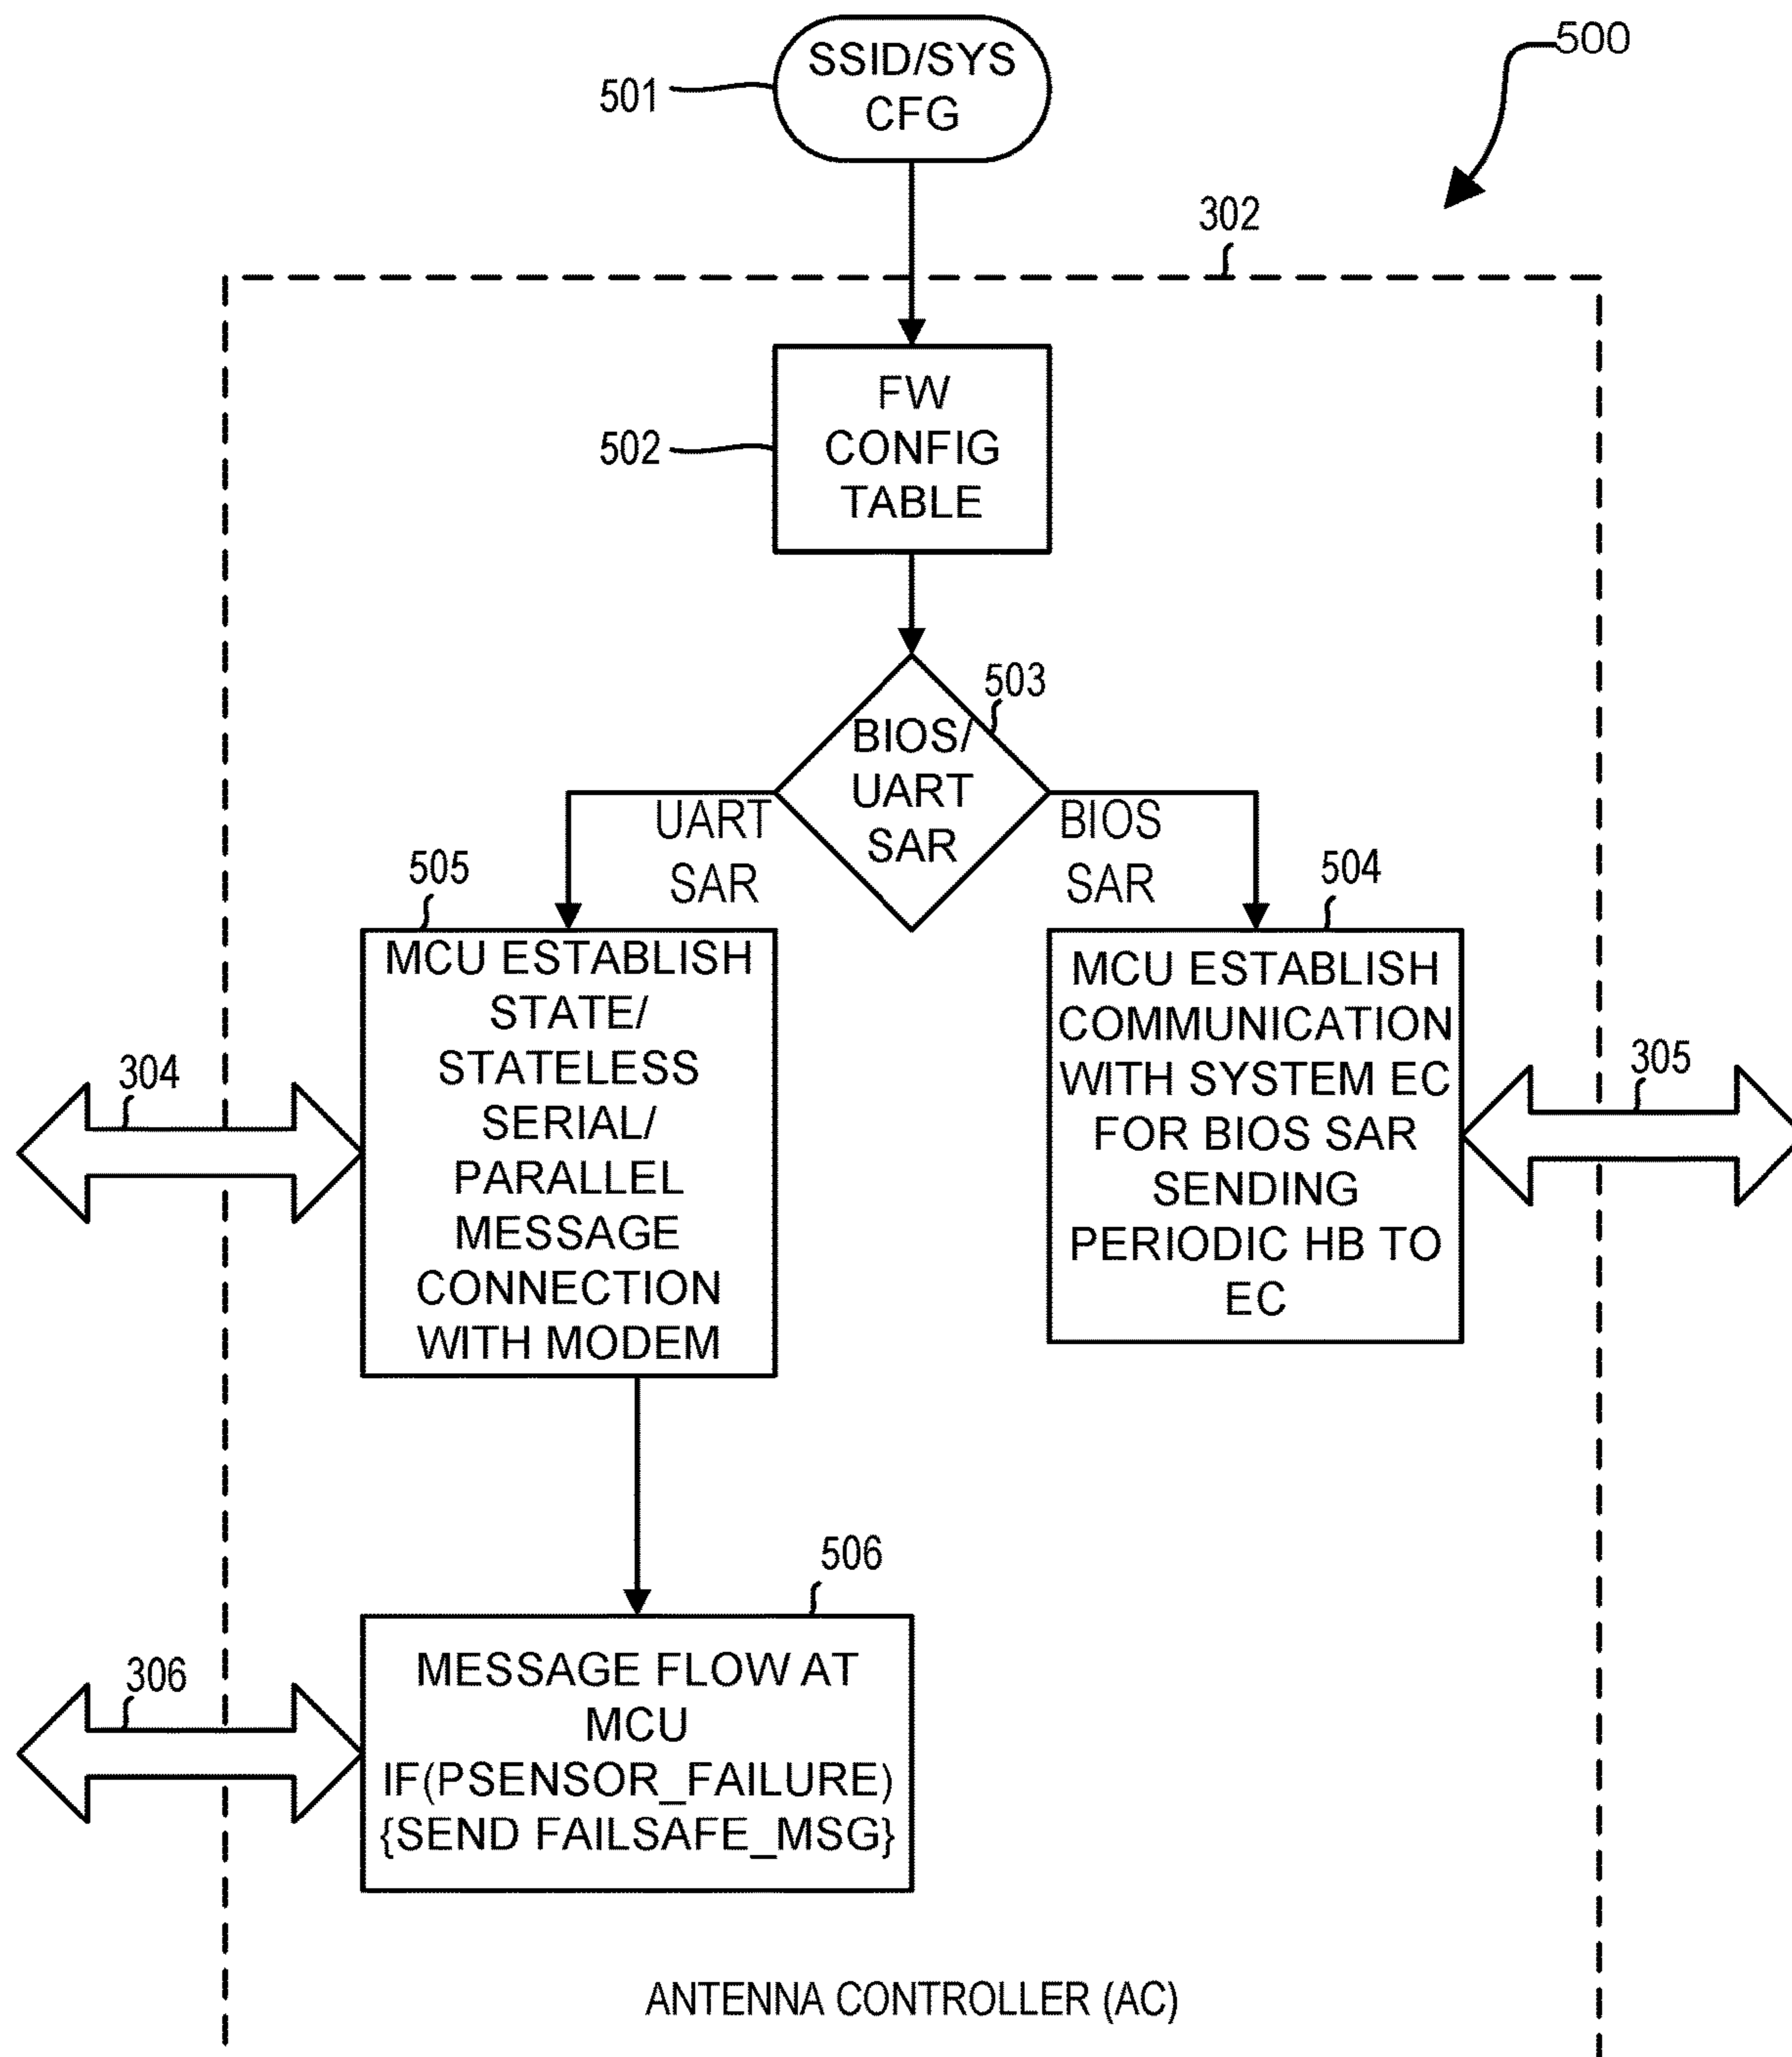 500
SSID/SYS
CFG
501
302
FW
CONFIG
TABLE
502
503
BIOS/
UART
SAR
UART
SAR
BIOS
SAR
505
MCU ESTABLISH
STATE/
STATELESS
SERIAL/
PARALLEL
MESSAGE
CONNECTION
WITH MODEM
304
504
MCU ESTABLISH
COMMUNICATION
WITH SYSTEM EC
FOR BIOS SAR
SENDING
PERIODIC HB TO
EC
305
506
MESSAGE FLOW AT
MCU
IF(PSENSOR_FAILURE)
{SEND FAILSAFE_MSG}
306
ANTENNA CONTROLLER (AC)